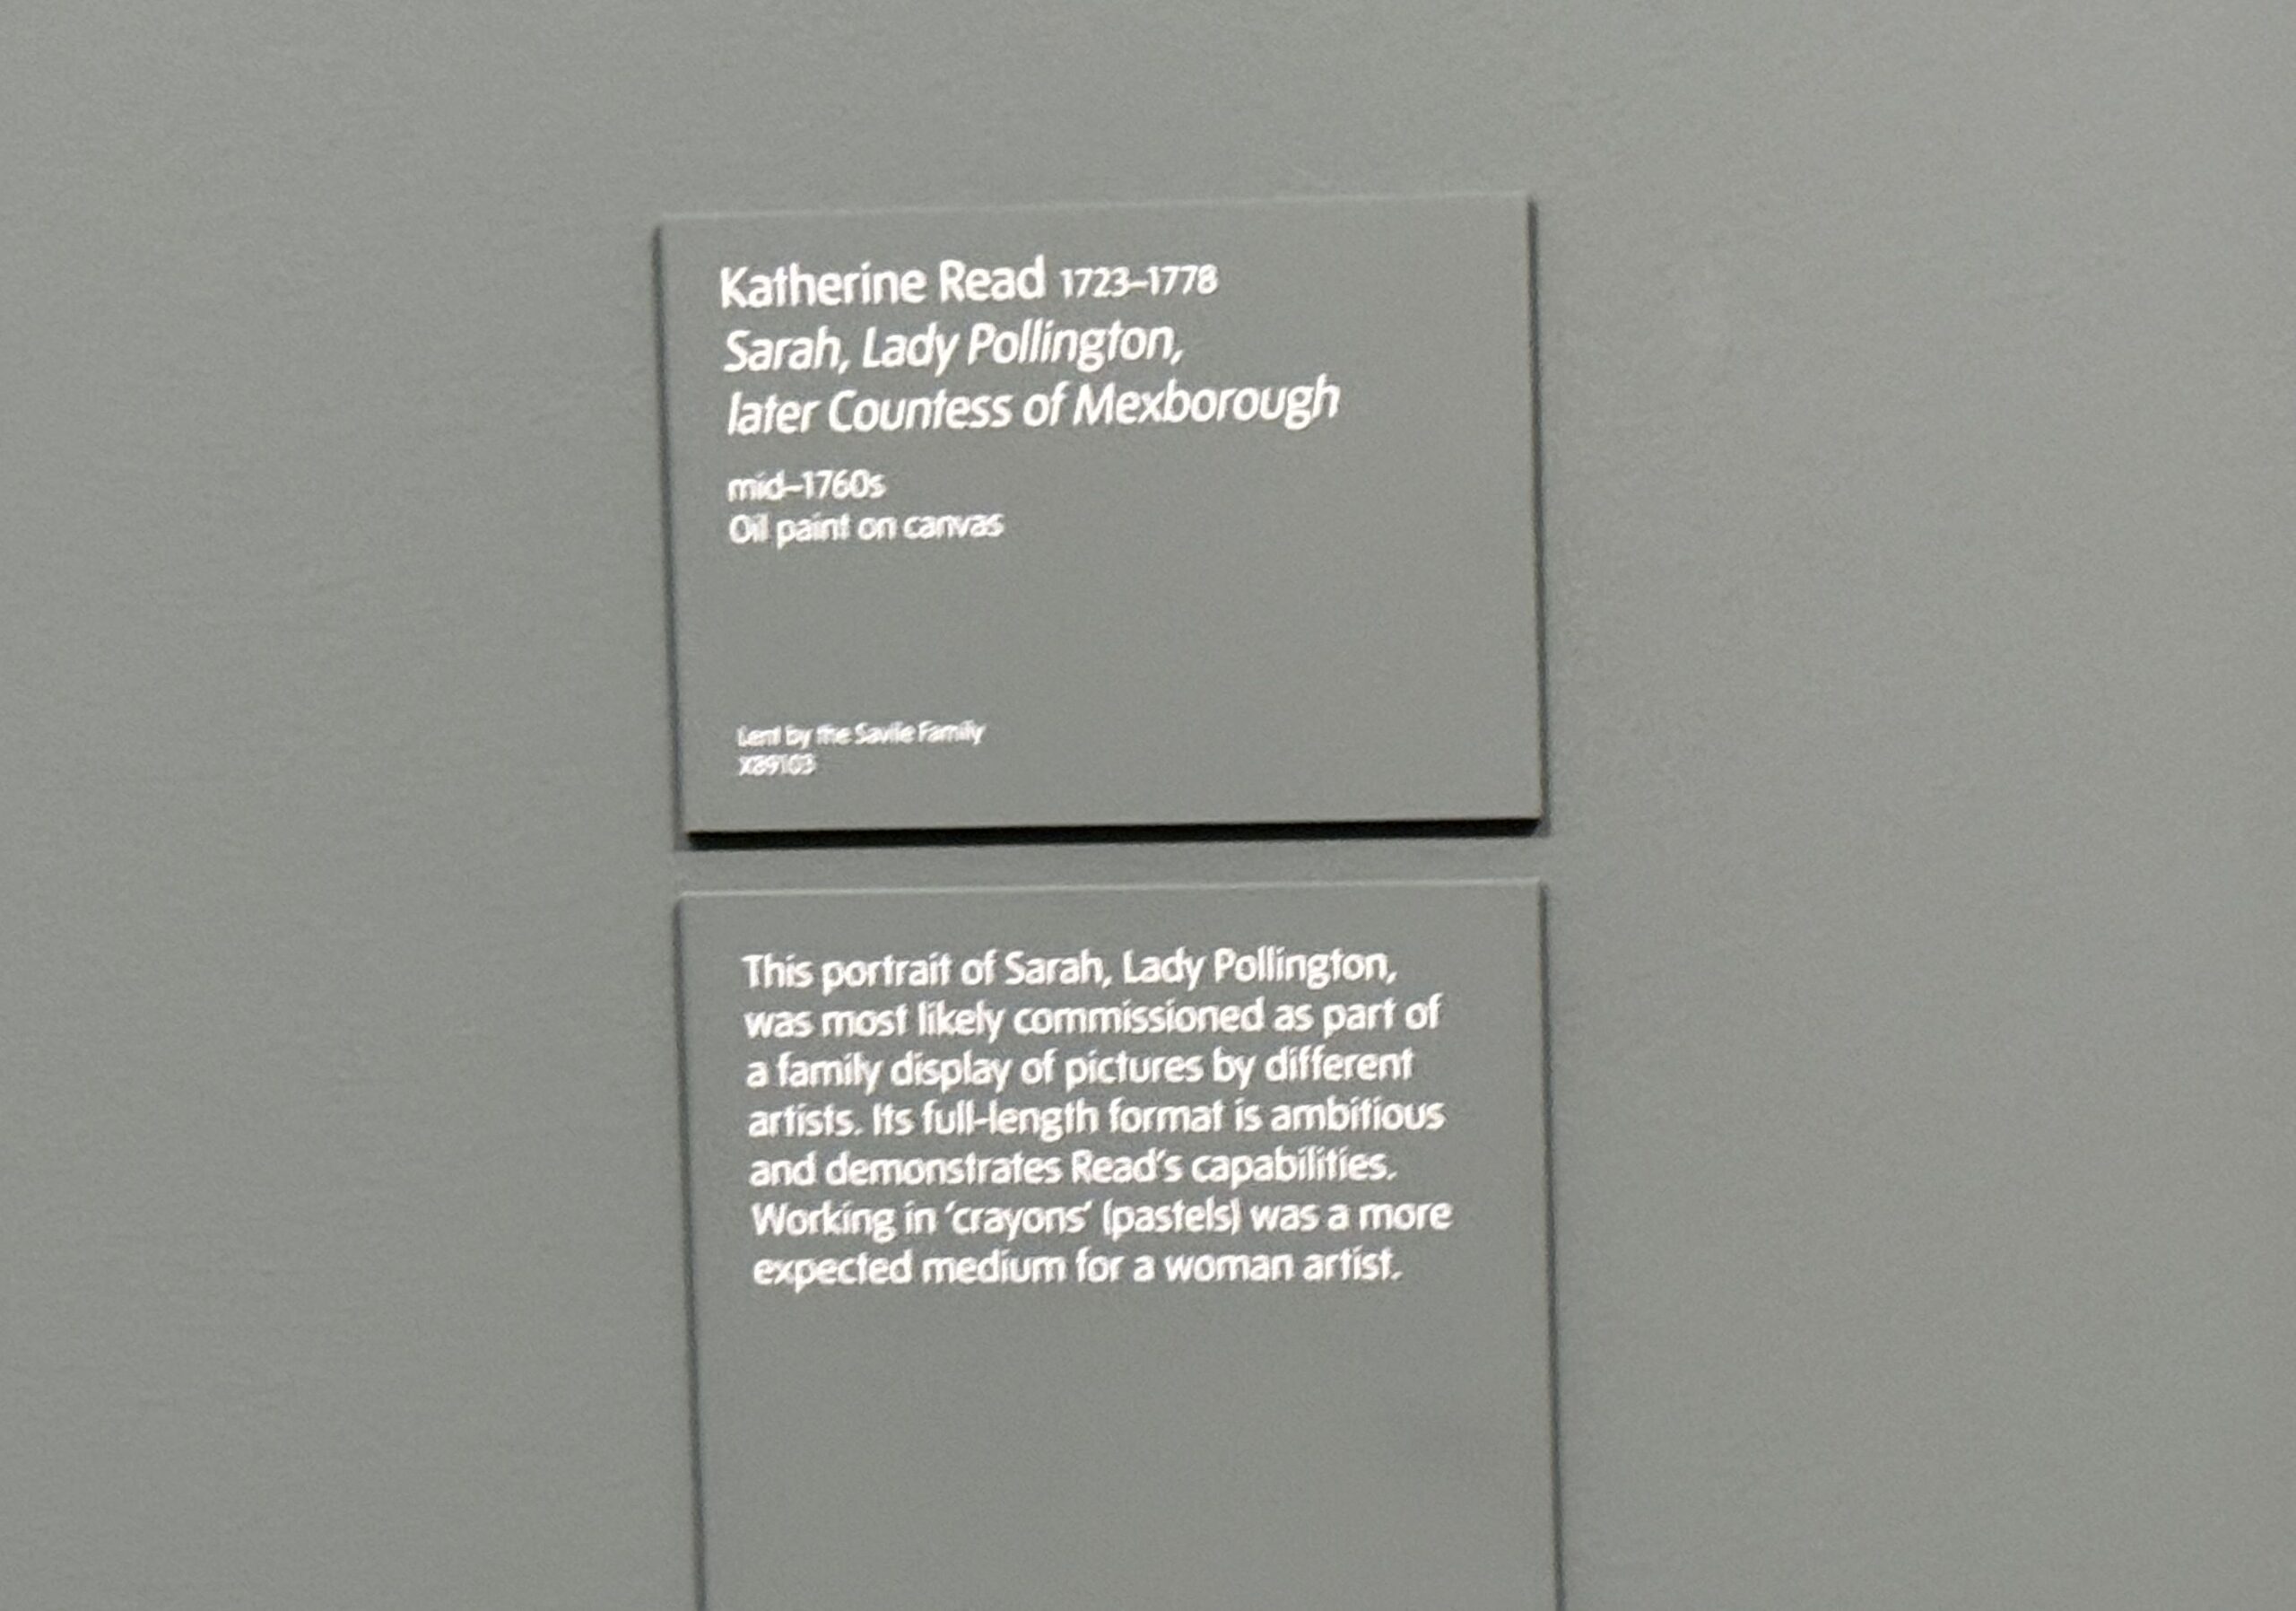 Katherine Read 1723–1778
Sarah, Lady Pollington,
later Countess of Mexborough
mid–1760s
Oil paint on canvas
Lent by the Savile Family
X89103
This portrait of Sarah, Lady Pollington,
was most likely commissioned as part of
a family display of pictures by different
artists. Its full-length format is ambitious
and demonstrates Read’s capabilities.
Working in ‘crayons’ (pastels) was a more
expected medium for a woman artist.